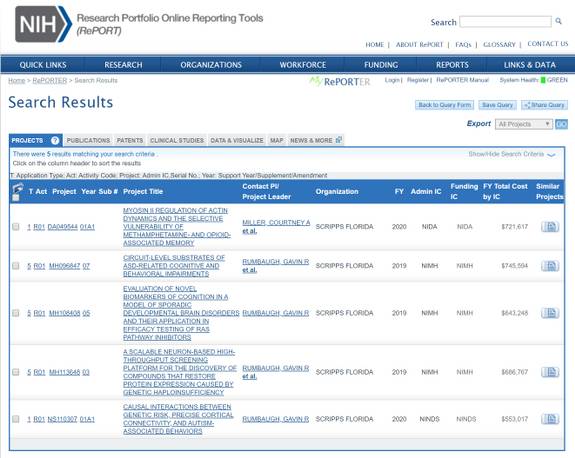 NIH Research Portfolio Online Reporting Tools
(RePORT)
Search
HOME | ABOUT RePORT | FAQs | GLOSSARY | CONTACT US
QUICK LINKS RESEARCH ORGANIZATIONS WORKFORCE FUNDING REPORTS LINKS & DATA
Home > RePORTER > Search Results
My RePORTER Login | Register | RePORTER Manual System Health: GREEN
Search Results
Back to Query Form Save Query Share Query
Export All Projects GO
PROJECTS ? PUBLICATIONS PATENTS CLINICAL STUDIES DATA & VISUALIZE MAP NEWS & MORE
There were 5 results matching your search criteria.
Show/Hide Search Criteria
Click on the column header to sort the results
T: Application Type; Act: Activity Code; Project: Admin IC,Serial No.; Year: Support Year/Supplement/Amendment
T Act Project Year Sub # Project Title Contact PI/ Project Leader Organization FY Admin IC Funding IC FY Total Cost by IC Similar Projects
1 R01 DA049544 01A1
MYOSIN II REGULATION OF ACTIN
DYNAMICS AND THE SELECTIVE
VULNERABILITY OF
METHAMPHETAMINE- AND OPIOID-
ASSOCIATED MEMORY
MILLER, COURTNEY A
et al.
SCRIPPS FLORIDA 2020 NIDA NIDA $721,617
5 R01 MH096847 07
CIRCUIT-LEVEL SUBSTRATES OF
ASD-RELATED COGNITIVE AND
BEHAVIORAL IMPAIRMENTS
RUMBAUGH, GAVIN R
et al.
SCRIPPS FLORIDA 2019 NIMH NIMH $745,594
5 R01 MH108408 05
EVALUATION OF NOVEL
BIOMARKERS OF COGNITION IN A
MODEL OF SPORADIC
DEVELOPMENTAL BRAIN DISORDERS
AND THEIR APPLICATION IN
EFFICACY TESTING OF RAS
PATHWAY INHIBITORS
RUMBAUGH, GAVIN R
SCRIPPS FLORIDA 2019 NIMH NIMH $643,248
5 R01 MH113648 03
A SCALABLE NEURON-BASED HIGH-
THROUGHPUT SCREENING
PLATFORM FOR THE DISCOVERY OF
COMPOUNDS THAT RESTORE
PROTEIN EXPRESSION CAUSED BY
GENETIC HAPLOINSUFFICIENCY
RUMBAUGH, GAVIN R
et al.
SCRIPPS FLORIDA 2019 NIMH NIMH $686,767
1 R01 NS110307 01A1
CAUSAL INTERACTIONS BETWEEN
GENETIC RISK, PRECISE CORTICAL
CONNECTIVITY, AND AUTISM-
ASSOCIATED BEHAVIORS
RUMBAUGH, GAVIN R
SCRIPPS FLORIDA 2020 NINDS NINDS $553,017